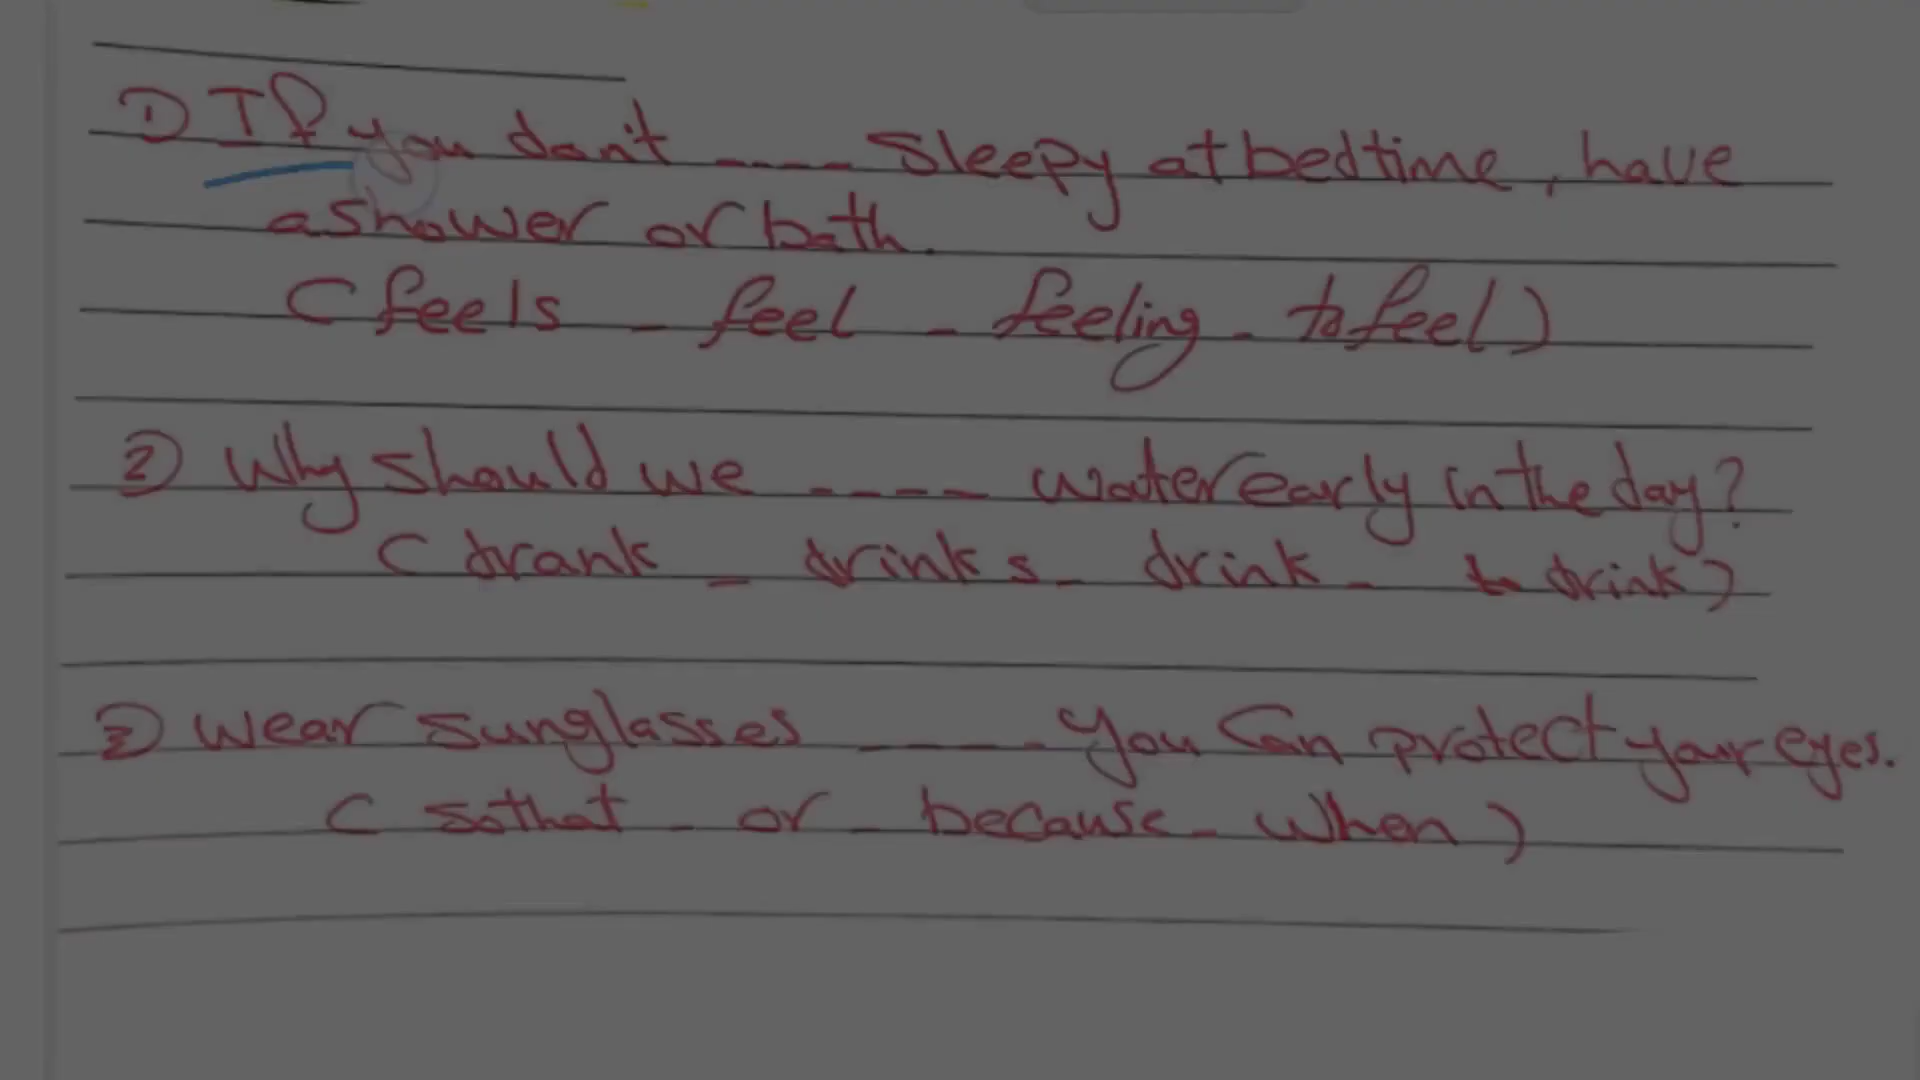 1) If you don't ---- sleepy at bedtime, have
a shower or bath.
( feels - feel - feeling - to feel )
2) Why should we ---- water early in the day?
( drank - drinks - drink - to drink )
3) Wear sunglasses ---- you can protect your eyes.
( so that - or - because - when )